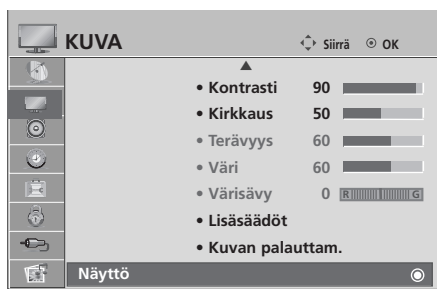 KUVA Siirrä OK
• Kontrasti 90
• Kirkkaus 50
• Terävyys 60
• Väri 60
• Värisävy 0 R G
• Lisäsäädöt
• Kuvan palauttam.
Näyttö